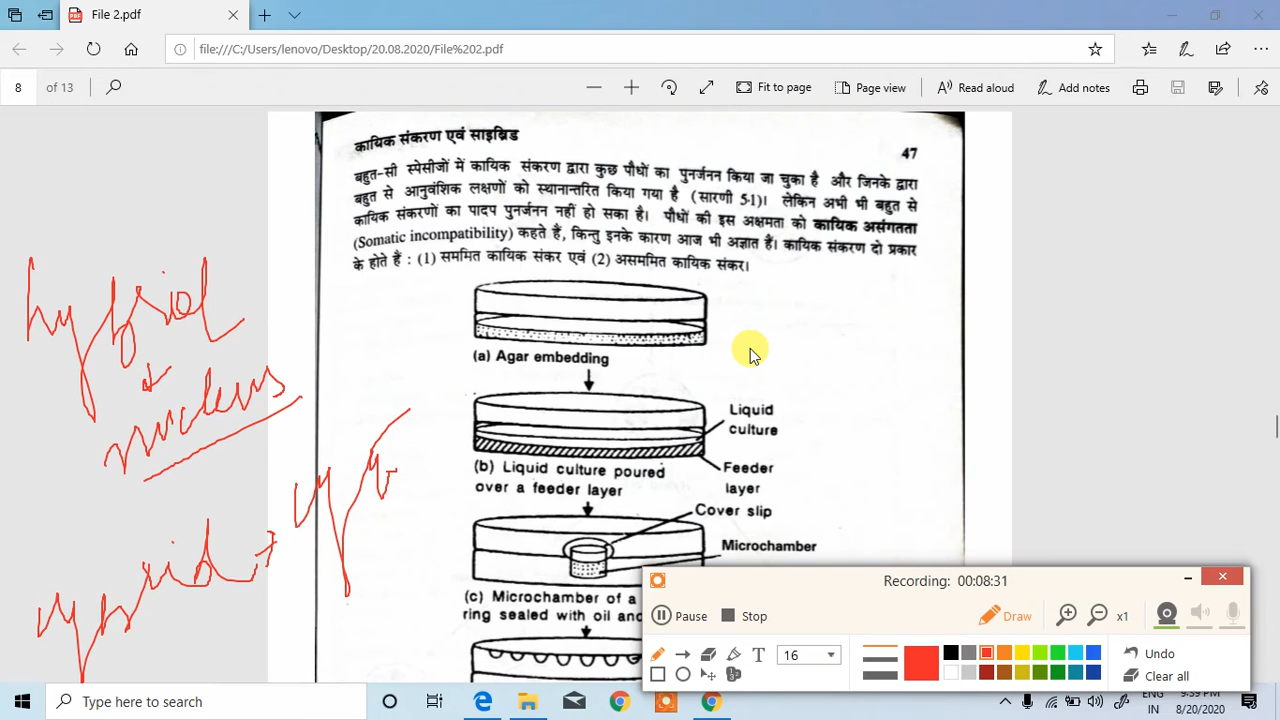 File 2.pdf
file:///C:/Users/lenovo/Desktop/20.08.2020/File%202.pdf
8 of 13
Fit to page
Page view
Read aloud
Add notes
कायिक संकरण एवं साइब्रिड
47
बहुत-सी स्पेसीजों में कायिक संकरण द्वारा कुछ पौधों का पुनर्जनन किया जा चुका है और जिनके द्वारा
बहुत से आनुवंशिक लक्षणों को स्थानान्तरित किया गया है (सारणी 5·1)। लेकिन अभी भी बहुत से
कायिक संकरणों का पादप पुनर्जनन नहीं हो सका है। पौधों की इस अक्षमता को कायिक असंगतता
(Somatic incompatibility) कहते हैं, किन्तु इनके कारण आज भी अज्ञात हैं। कायिक संकरण दो प्रकार
के होते हैं : (1) सममित कायिक संकर एवं (2) असममित कायिक संकर।
(a) Agar embedding
Liquid
culture
(b) Liquid culture poured
over a feeder layer
Feeder
layer
Cover slip
Microchamber
(c) Microchamber of a
ring sealed with oil and
hybrid
nucleus
cybrid
Recording: 00:08:31
Pause
Stop
Draw
x1
T
16
Undo
Clear all
Type here to search
ENG
IN
8/20/2020